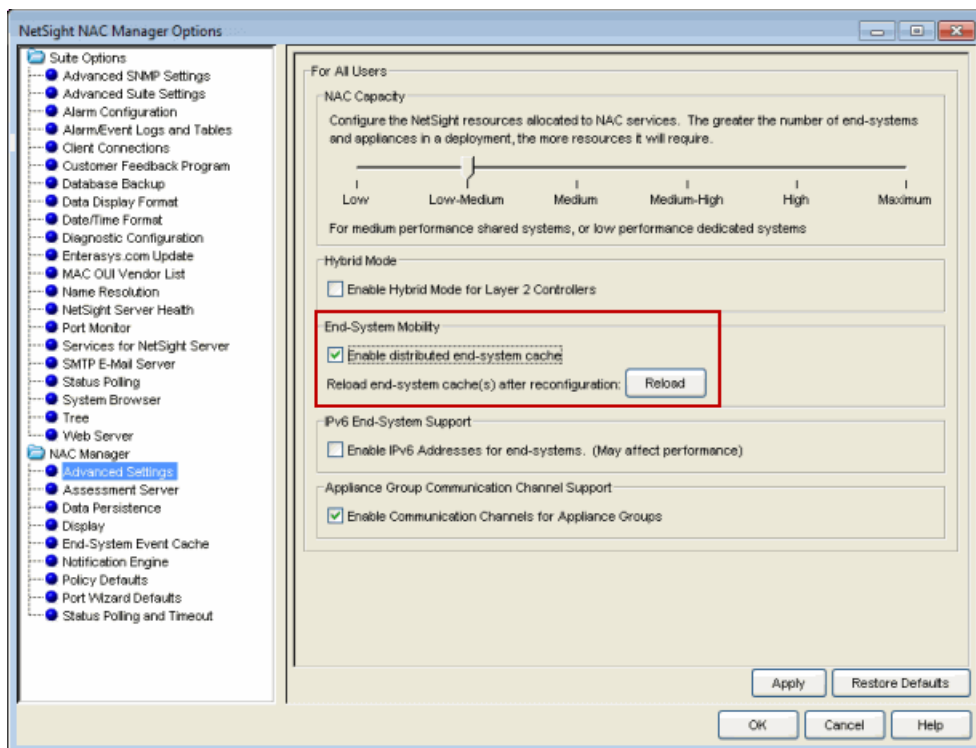 NetSight NAC Manager Options
Suite Options
Advanced SNMP Settings
Advanced Suite Settings
Alarm Configuration
Alarm/Event Logs and Tables
Client Connections
Customer Feedback Program
Database Backup
Data Display Format
Date/Time Format
Diagnostic Configuration
Enterasys.com Update
MAC OUI Vendor List
Name Resolution
NetSight Server Health
Port Monitor
Services for NetSight Server
SMTP E-Mail Server
Status Polling
System Browser
Tree
Web Server
NAC Manager
Advanced Settings
Assessment Server
Data Persistence
Display
End-System Event Cache
Notification Engine
Policy Defaults
Port Wizard Defaults
Status Polling and Timeout
For All Users
NAC Capacity
Configure the NetSight resources allocated to NAC services. The greater the number of end-systems
and appliances in a deployment, the more resources it will require.
Low Low-Medium Medium Medium-High High Maximum
For medium performance shared systems, or low performance dedicated systems
Hybrid Mode
Enable Hybrid Mode for Layer 2 Controllers
End-System Mobility
Enable distributed end-system cache
Reload end-system cache(s) after reconfiguration: Reload
IPv6 End-System Support
Enable IPv6 Addresses for end-systems. (May affect performance)
Appliance Group Communication Channel Support
Enable Communication Channels for Appliance Groups
Apply Restore Defaults
OK Cancel Help